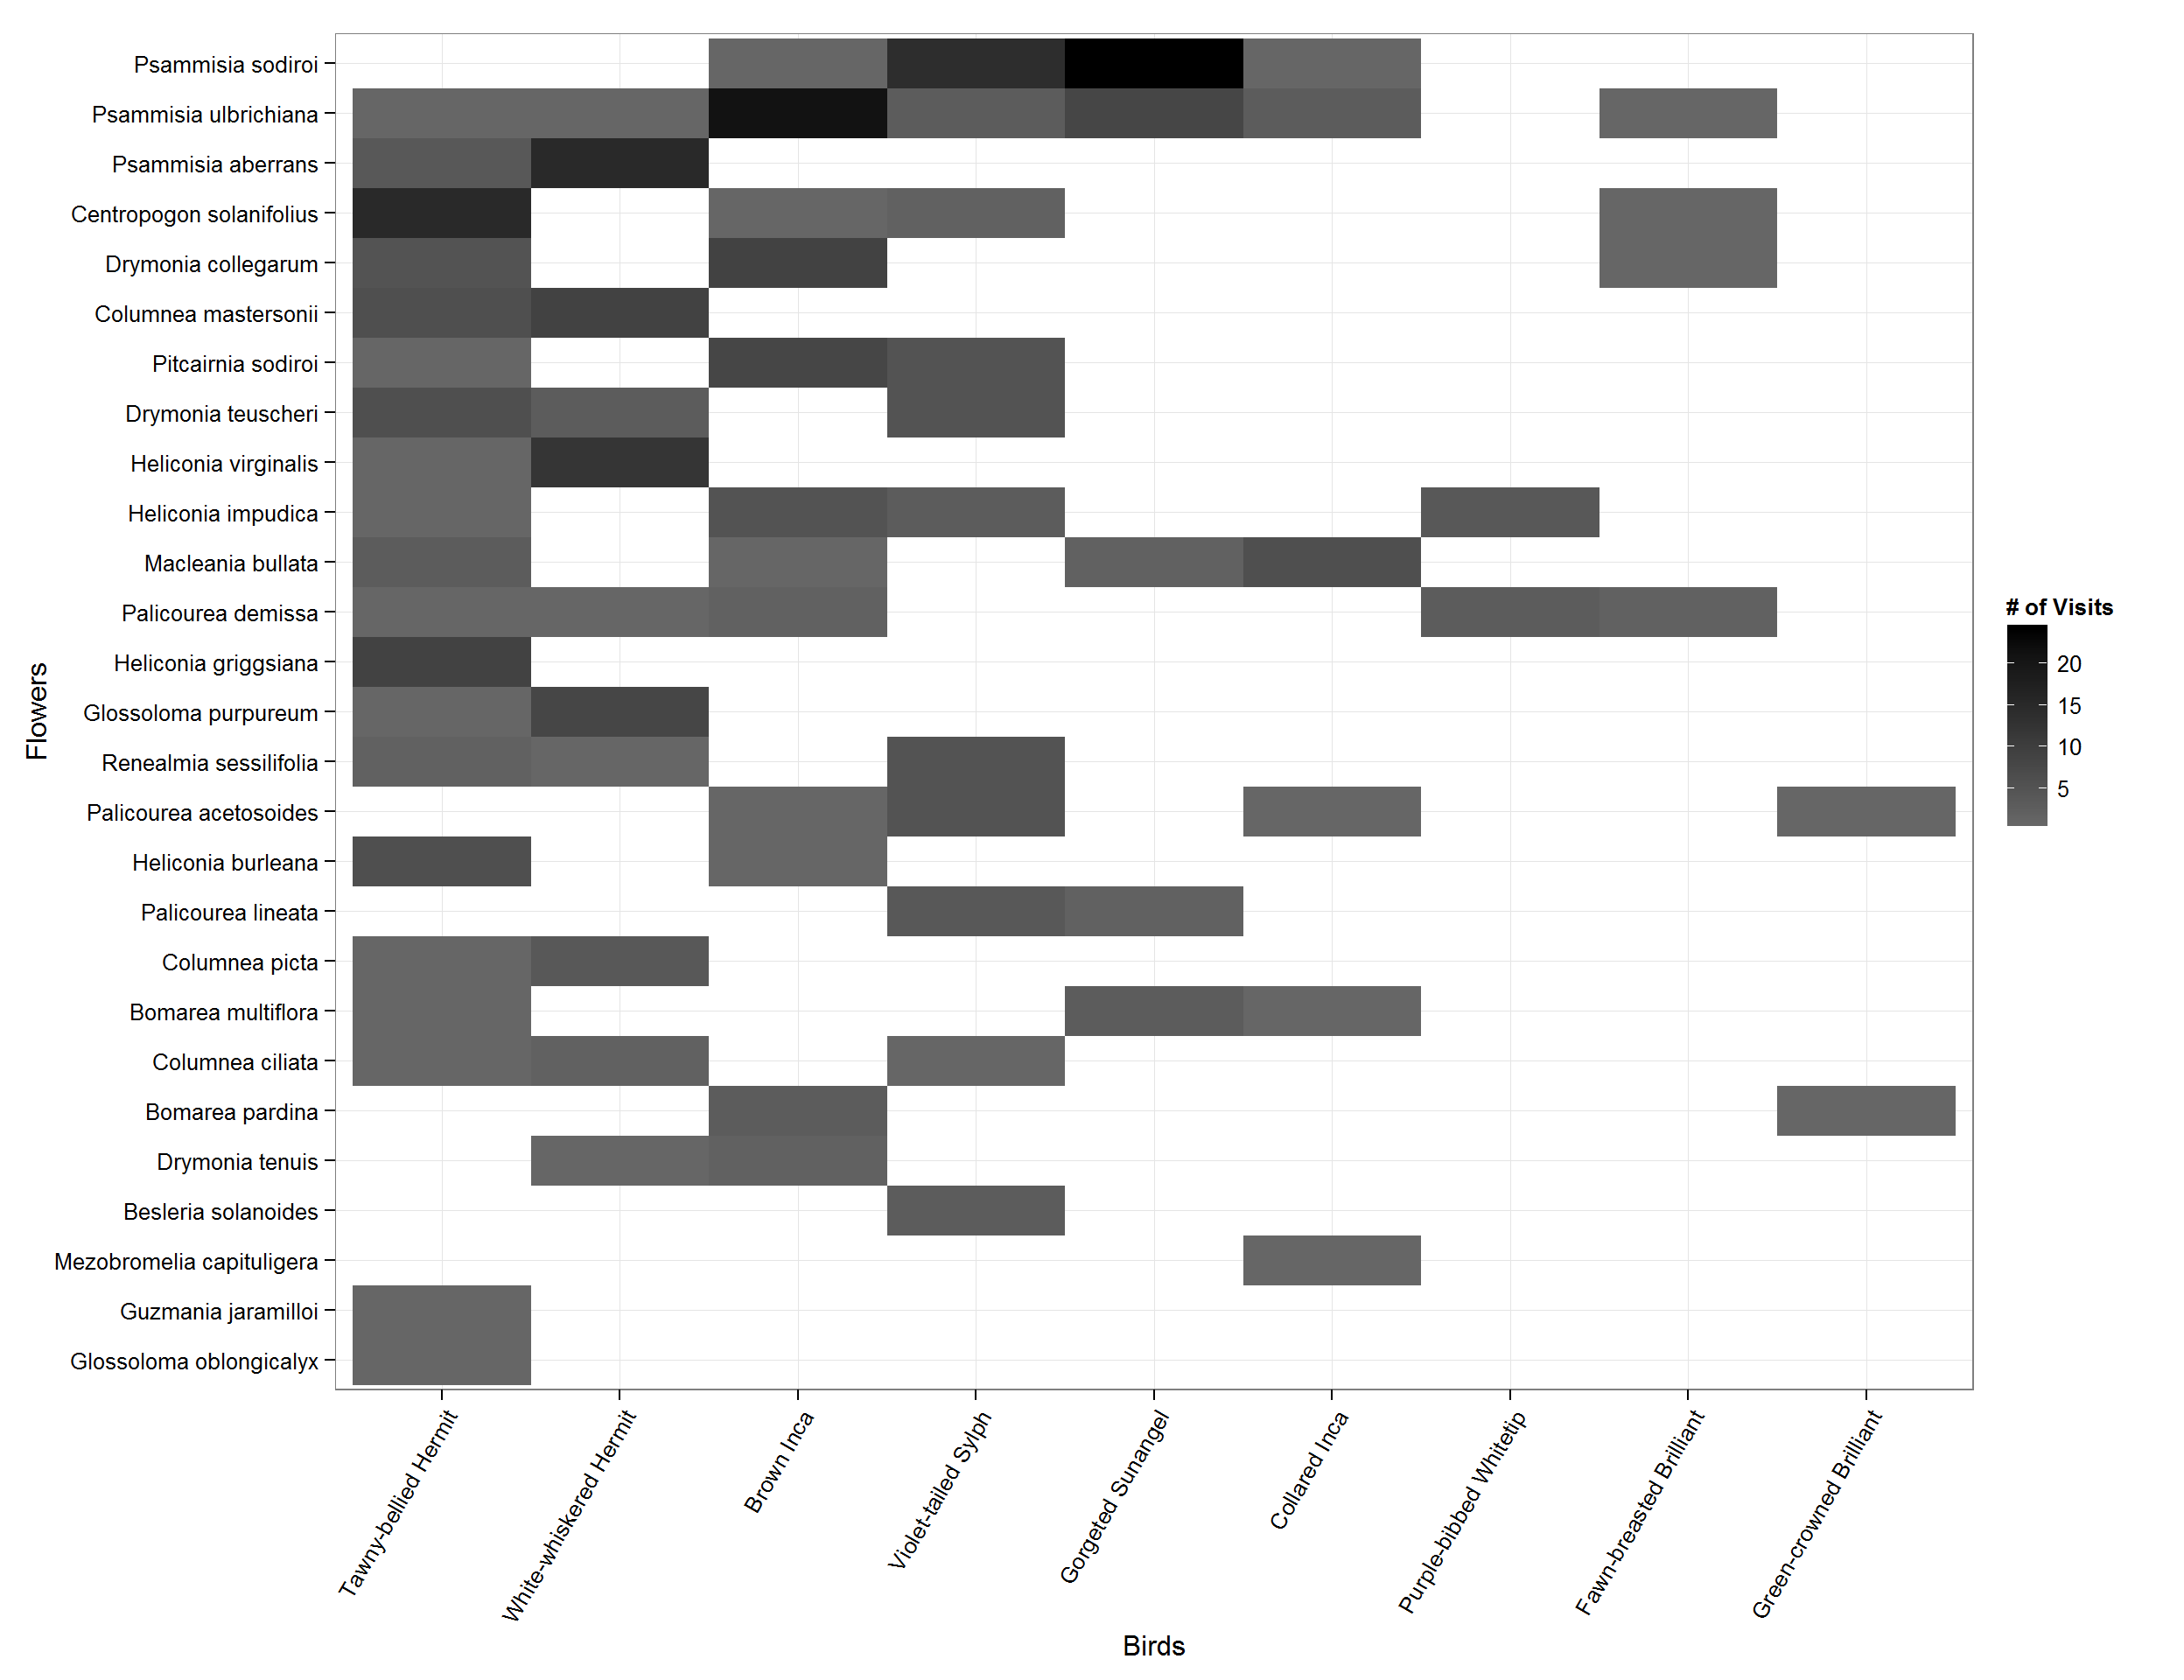 Psammisia sodiroi
Psammisia ulbrichiana
Psammisia aberrans
Centropogon solanifolius
Drymonia collegarum
Columnea mastersonii
Pitcairnia sodiroi
Drymonia teuscheri
Heliconia virginalis
Heliconia impudica
Macleania bullata
Palicourea demissa
Heliconia griggsiana
Glossoloma purpureum
Renealmia sessilifolia
Palicourea acetosoides
Heliconia burleana
Palicourea lineata
Columnea picta
Bomarea multiflora
Columnea ciliata
Bomarea pardina
Drymonia tenuis
Besleria solanoides
Mezobromelia capituligera
Guzmania jaramilloi
Glossoloma oblongicalyx
Flowers
Tawny-bellied Hermit
White-whiskered Hermit
Brown Inca
Violet-tailed Sylph
Gorgeted Sunangel
Collared Inca
Purple-bibbed Whitetip
Fawn-breasted Brilliant
Green-crowned Brilliant
Birds
# of Visits
20
15
10
5